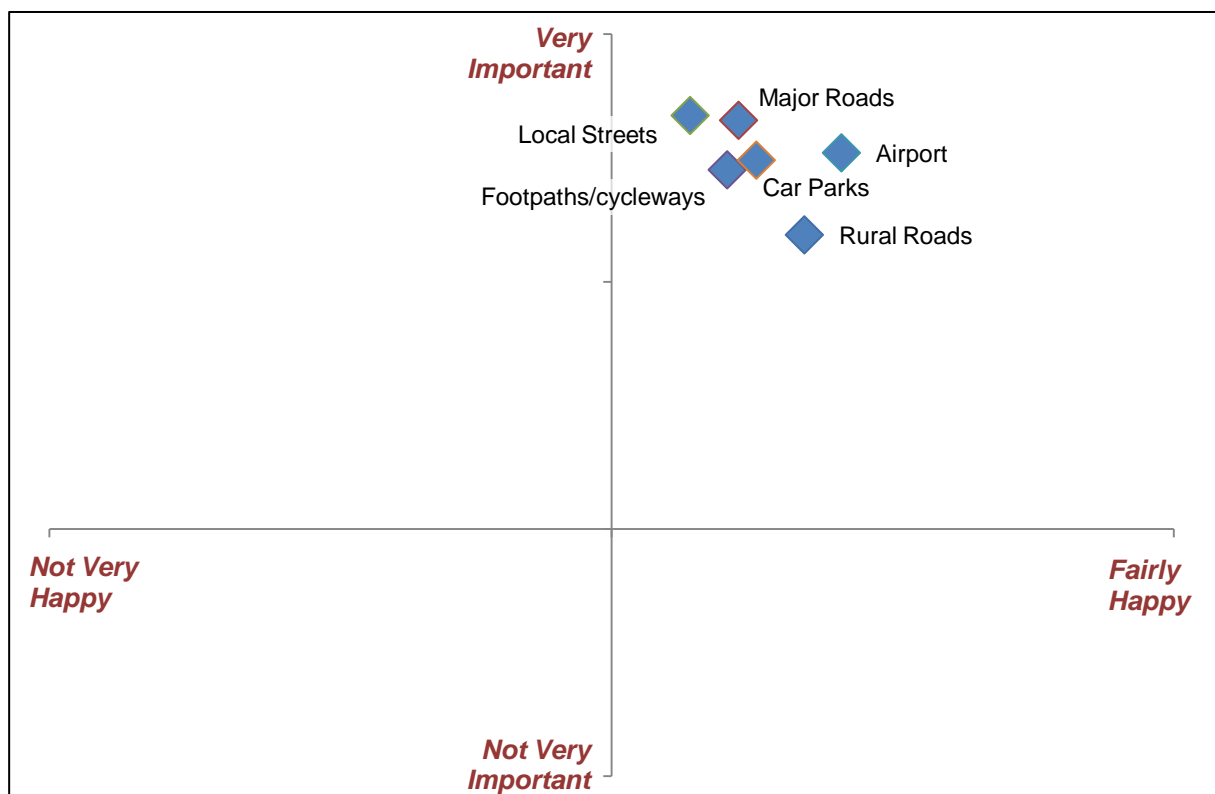 Very
Important
Major Roads
Local Streets
Airport
Car Parks
Footpaths/cycleways
Rural Roads
Not Very
Happy
Fairly
Happy
Not Very
Important